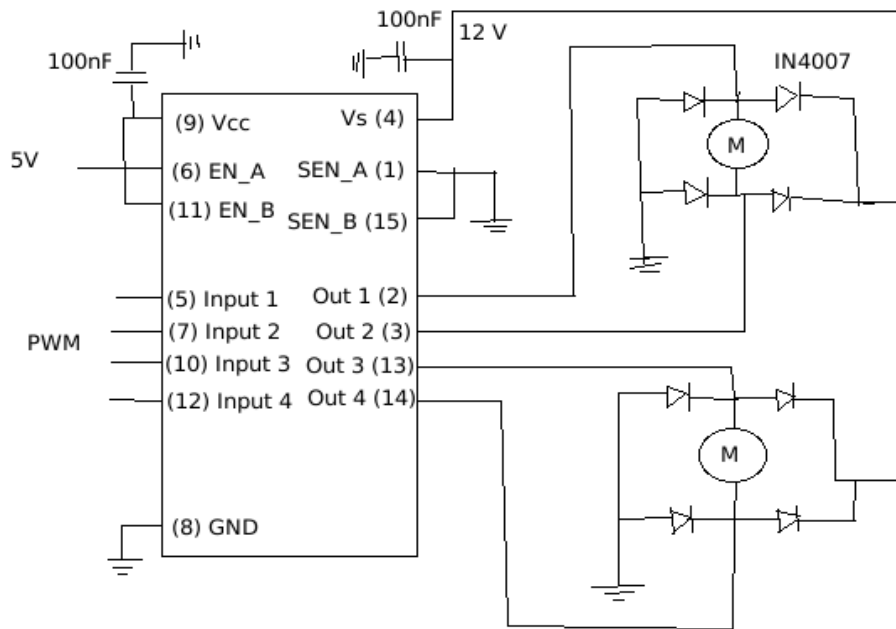 100nF
12 V
100nF
IN4007
(9) Vcc
Vs (4)
M
5V
(6) EN_A
SEN_A (1)
(11) EN_B
SEN_B (15)
(5) Input 1
Out 1 (2)
(7) Input 2
Out 2 (3)
PWM
(10) Input 3
Out 3 (13)
(12) Input 4
Out 4 (14)
M
(8) GND